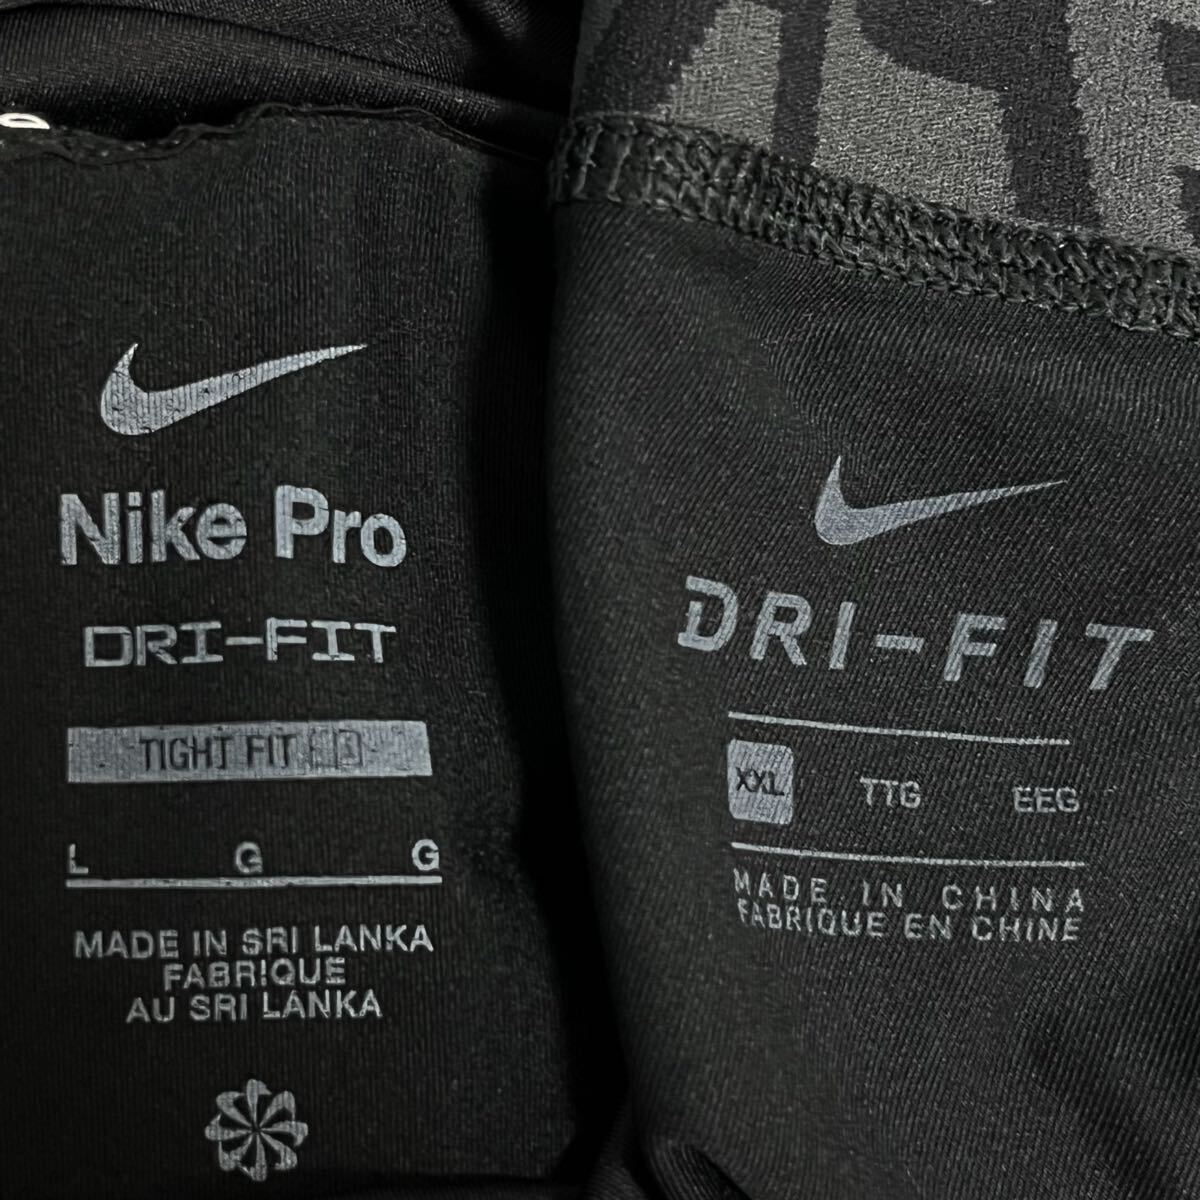 Nike Pro
DRI-FIT
TIGHT FIT
L G G
MADE IN SRI LANKA
FABRIQUE
AU SRI LANKA
DRI-FIT
XXL TTG EEG
MADE IN CHINA
FABRIQUE EN CHINE